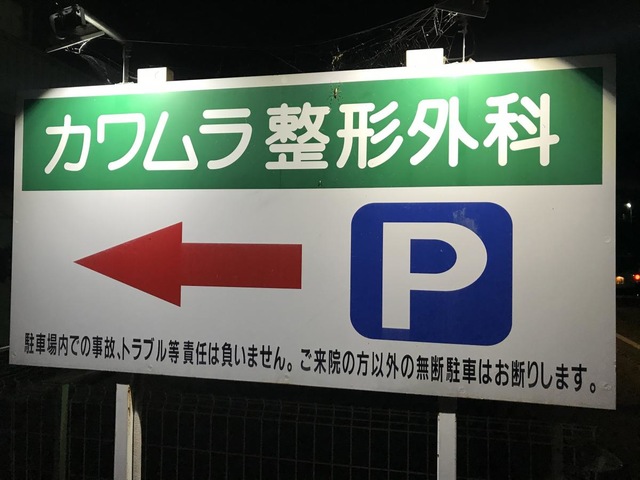 カワムラ整形外科
P
駐車場内での事故、トラブル等責任は負いません。ご来院の方以外の無断駐車はお断りします。